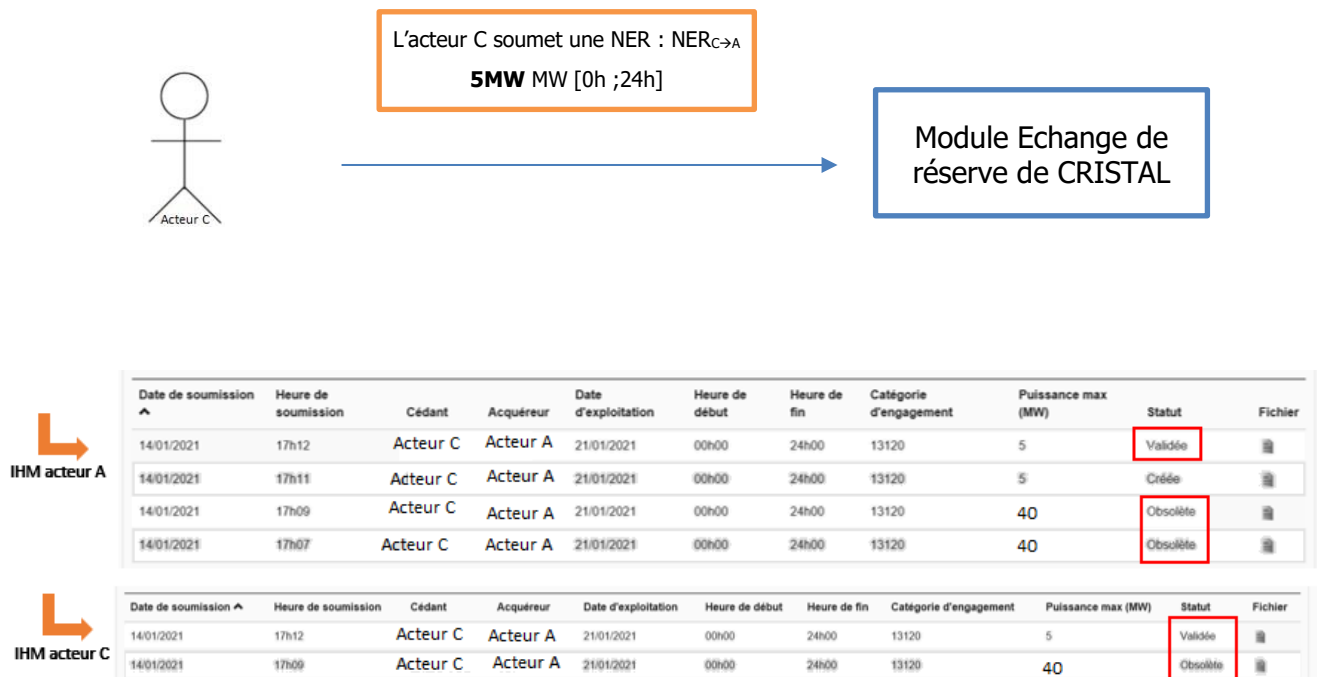 L’acteur C soumet une NER : NERC→A
5MW MW [0h ;24h]
Module Echange de
réserve de CRISTAL
Acteur C
IHM acteur A
Date de soumission Heure de soumission Cédant Acquéreur Date d'exploitation Heure de début Heure de fin Catégorie d'engagement Puissance max (MW) Statut Fichier
14/01/2021 17h12 Acteur C Acteur A 21/01/2021 00h00 24h00 13120 5 Validée
14/01/2021 17h11 Acteur C Acteur A 21/01/2021 00h00 24h00 13120 5 Créée
14/01/2021 17h09 Acteur C Acteur A 21/01/2021 00h00 24h00 13120 40 Obsolète
14/01/2021 17h07 Acteur C Acteur A 21/01/2021 00h00 24h00 13120 40 Obsolète
IHM acteur C
Date de soumission Heure de soumission Cédant Acquéreur Date d'exploitation Heure de début Heure de fin Catégorie d'engagement Puissance max (MW) Statut Fichier
14/01/2021 17h12 Acteur C Acteur A 21/01/2021 00h00 24h00 13120 5 Validée
14/01/2021 17h09 Acteur C Acteur A 21/01/2021 00h00 24h00 13120 40 Obsolète